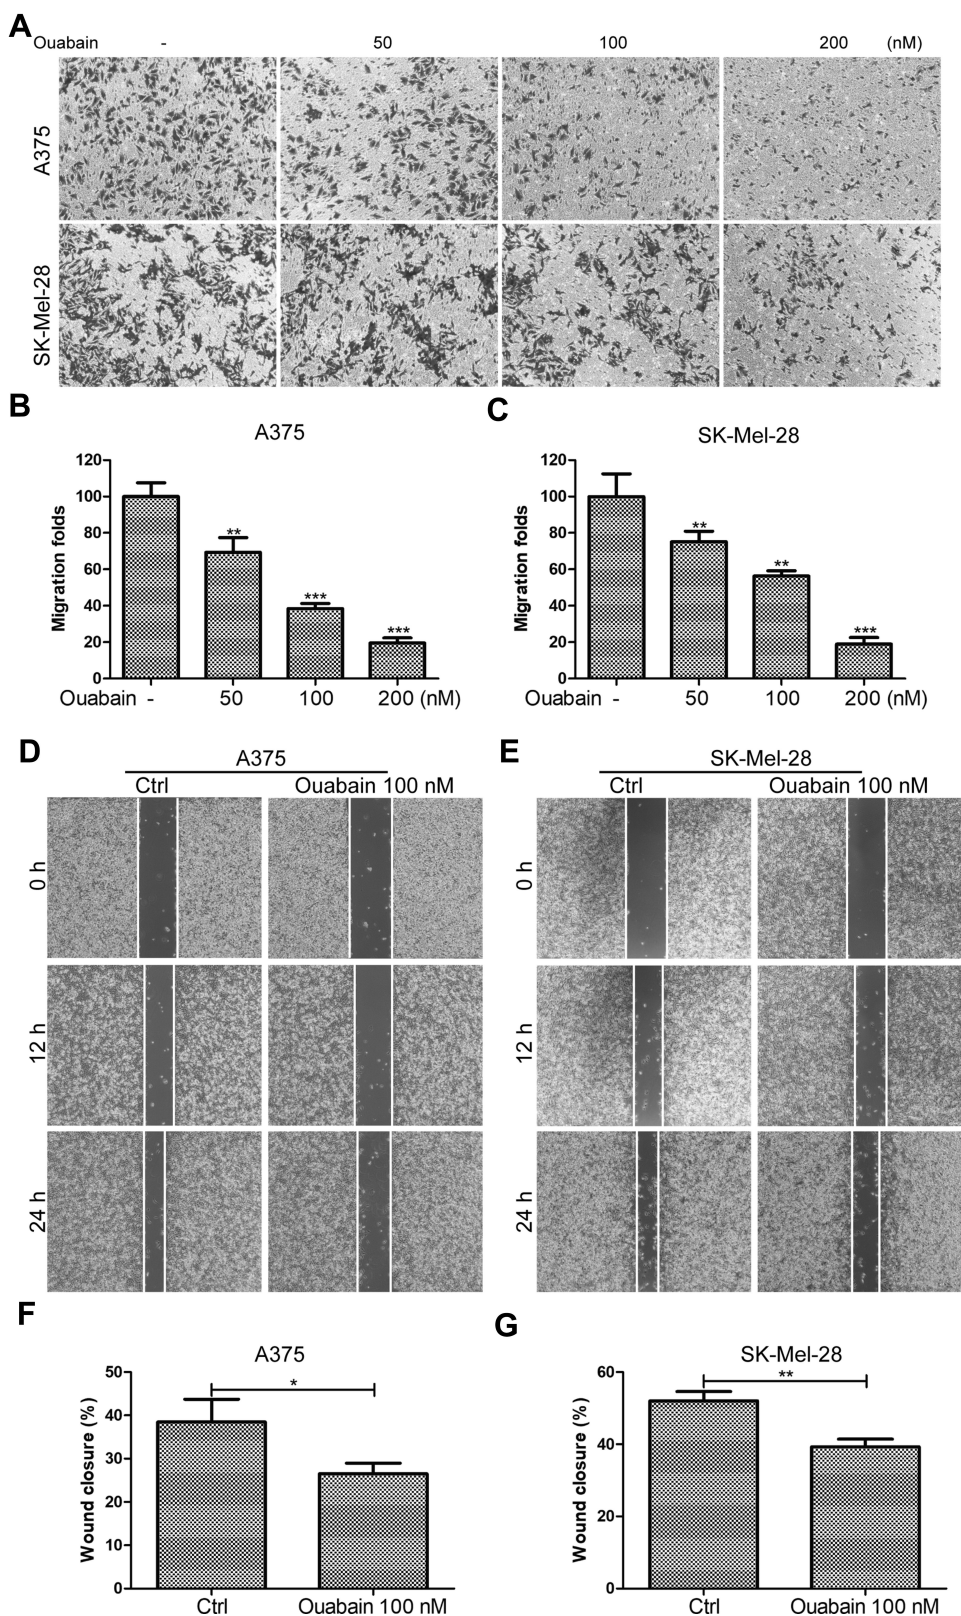 A
Ouabain - 50 100 200 (nM)
A375
SK-Mel-28
B
A375
Migration folds
120
100
80
60
40
20
0
**
***
***
Ouabain - 50 100 200 (nM)
C
SK-Mel-28
Migration folds
120
100
80
60
40
20
0
**
**
***
Ouabain - 50 100 200 (nM)
D
A375
Ctrl Ouabain 100 nM
0 h
12 h
24 h
E
SK-Mel-28
Ctrl Ouabain 100 nM
0 h
12 h
24 h
F
A375
Wound closure (%)
50
40
30
20
10
0
*
Ctrl Ouabain 100 nM
G
SK-Mel-28
Wound closure (%)
60
40
20
0
**
Ctrl Ouabain 100 nM